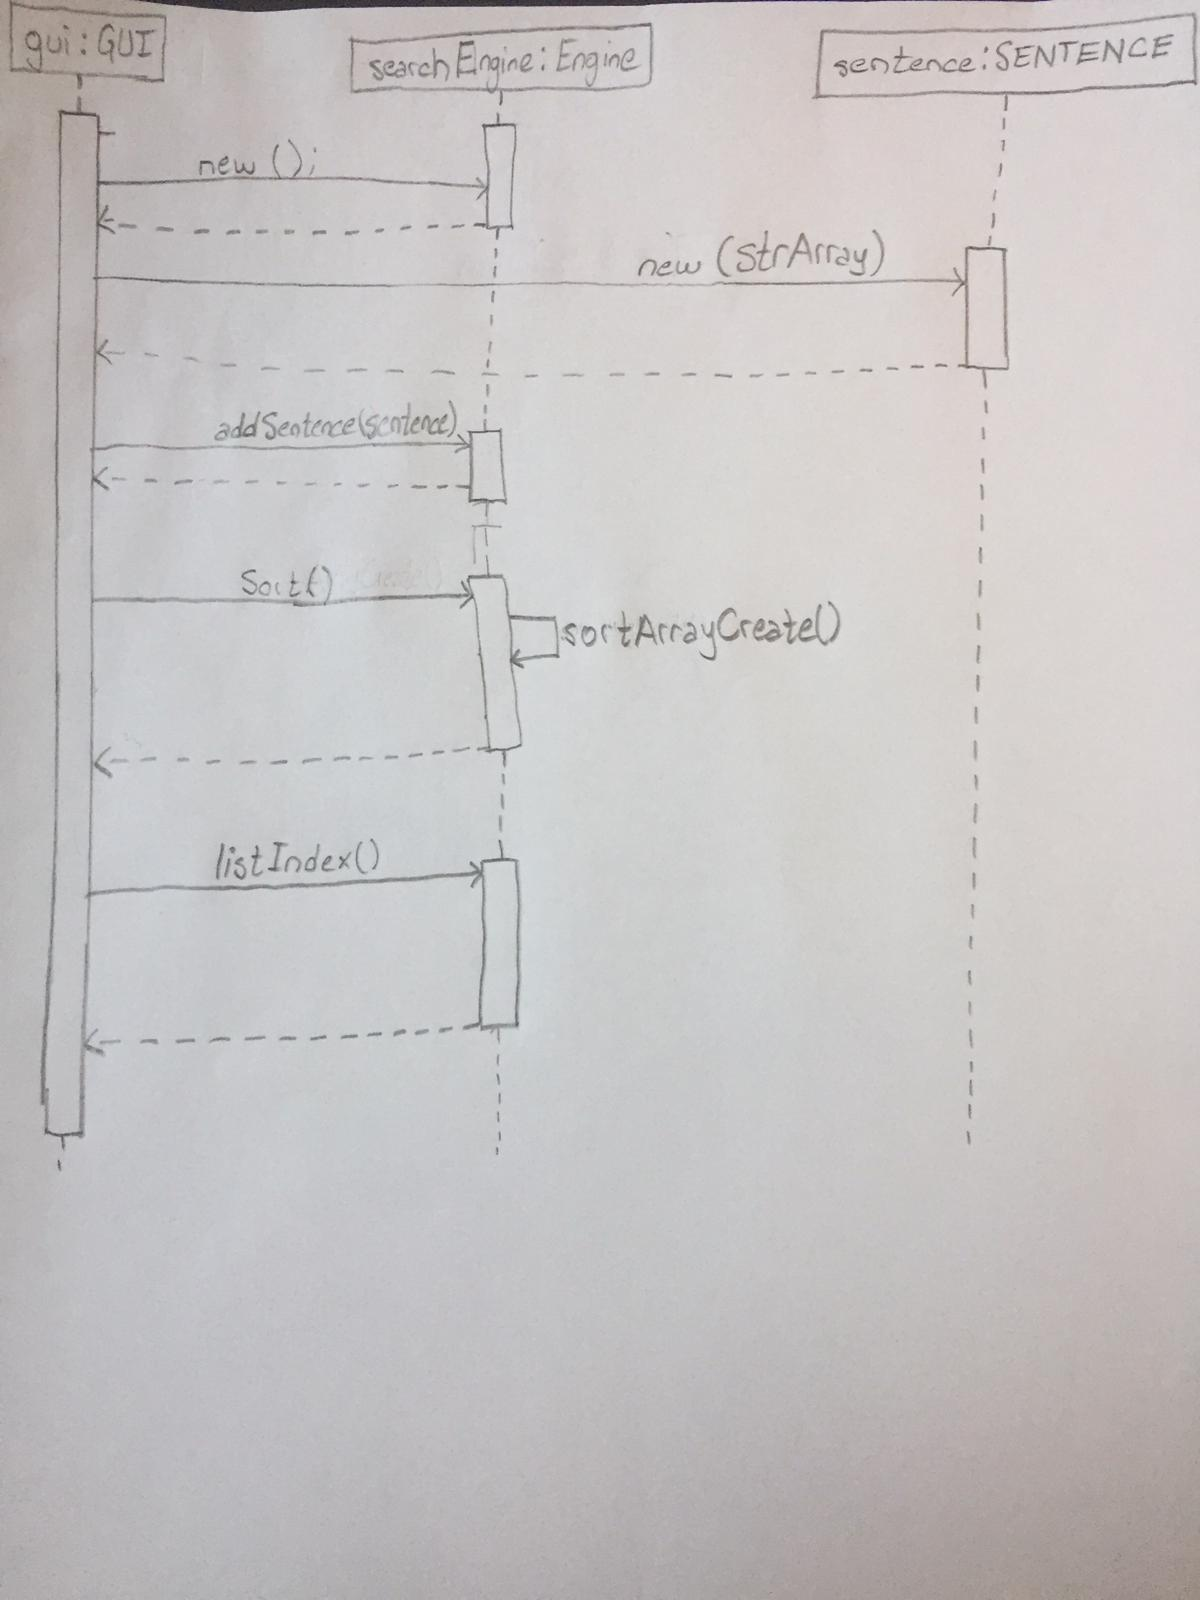 gui: GUI
searchEngine: Engine
sentence: SENTENCE
new ();
new (strArray)
addSentence(sentence)
Sort()
sortArrayCreate()
listIndex()